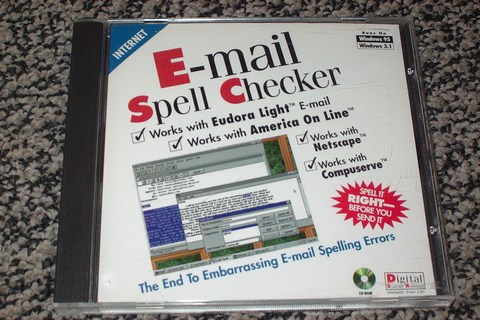 INTERNET
Runs On
Windows 95
Windows 3.1
E-mail
Spell Checker
Works with Eudora Light™ E-mail
Works with America On Line™
Works with
Netscape™
Works with
Compuserve™
SPELL IT
RIGHT—
BEFORE YOU
SEND IT
The End To Embarrassing E-mail Spelling Errors
CD-ROM
Digital